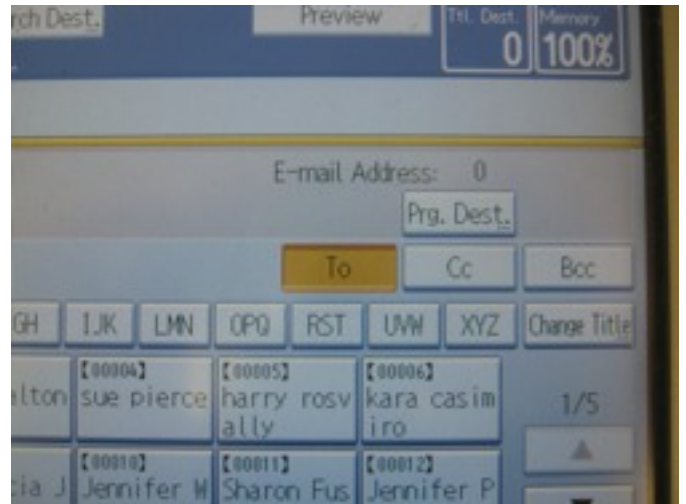 rch Dest.
Preview
Ttl. Dest.
Memory
0
100%
E-mail Address: 0
Prg. Dest.
To
Cc
Bcc
GH
IJK
LMN
OPQ
RST
UVW
XYZ
Change Title
lton
【00004】
sue pierce
【00005】
harry rosv
ally
【00006】
kara casim
iro
1/5
cia J
【00010】
Jennifer W
【00011】
Sharon Fus
【00012】
Jennifer P